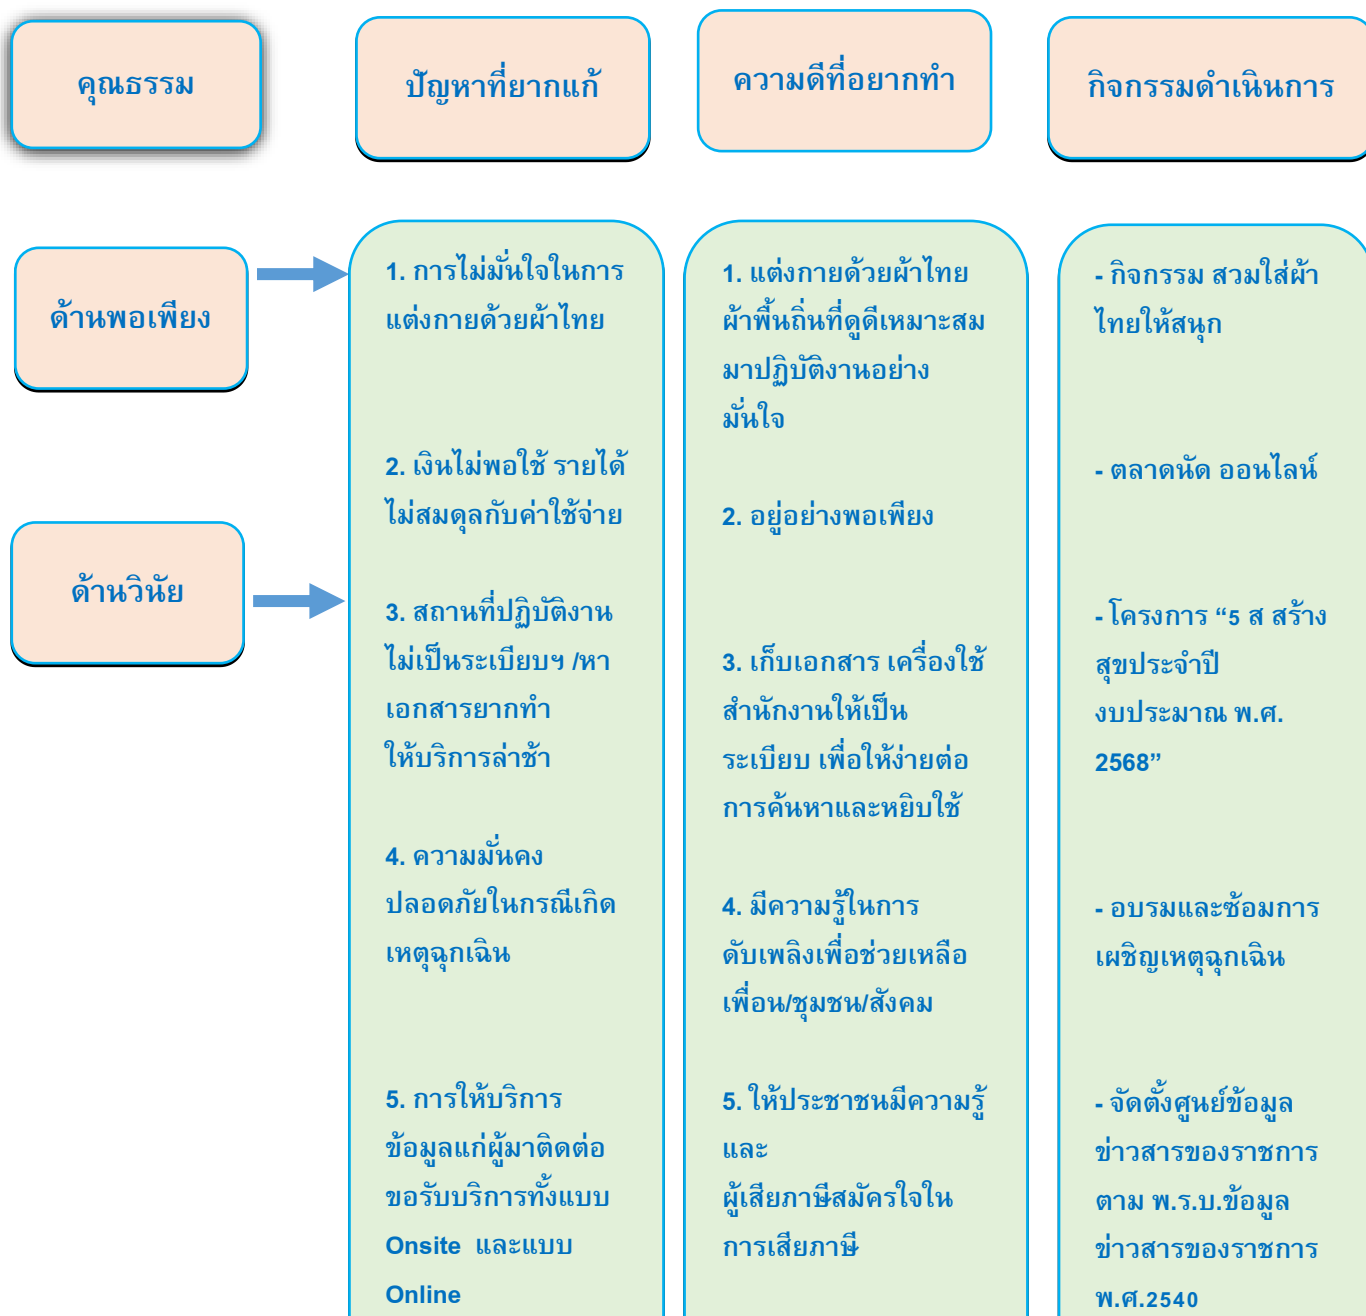 คุณธรรม
ปัญหาที่ยากแก้
ความดีที่อยากทำ
กิจกรรมดำเนินการ
ด้านพอเพียง
ด้านวินัย
1. การไม่มั่นใจในการ
แต่งกายด้วยผ้าไทย
2. เงินไม่พอใช้ รายได้
ไม่สมดุลกับค่าใช้จ่าย
3. สถานที่ปฏิบัติงาน
ไม่เป็นระเบียบฯ /หา
เอกสารยากทำ
ให้บริการล่าช้า
4. ความมั่นคง
ปลอดภัยในกรณีเกิด
เหตุฉุกเฉิน
5. การให้บริการ
ข้อมูลแก่ผู้มาติดต่อ
ขอรับบริการทั้งแบบ
Onsite และแบบ
Online
1. แต่งกายด้วยผ้าไทย
ผ้าพื้นถิ่นที่ดูดีเหมาะสม
มาปฏิบัติงานอย่าง
มั่นใจ
2. อยู่อย่างพอเพียง
3. เก็บเอกสาร เครื่องใช้
สำนักงานให้เป็น
ระเบียบ เพื่อให้ง่ายต่อ
การค้นหาและหยิบใช้
4. มีความรู้ในการ
ดับเพลิงเพื่อช่วยเหลือ
เพื่อน/ชุมชน/สังคม
5. ให้ประชาชนมีความรู้
และ
ผู้เสียภาษีสมัครใจใน
การเสียภาษี
- กิจกรรม สวมใส่ผ้า
ไทยให้สนุก
- ตลาดนัด ออนไลน์
- โครงการ “5 ส สร้าง
สุขประจำปี
งบประมาณ พ.ศ.
2568”
- อบรมและซ้อมการ
เผชิญเหตุฉุกเฉิน
- จัดตั้งศูนย์ข้อมูล
ข่าวสารของราชการ
ตาม พ.ร.บ.ข้อมูล
ข่าวสารของราชการ
พ.ศ.2540